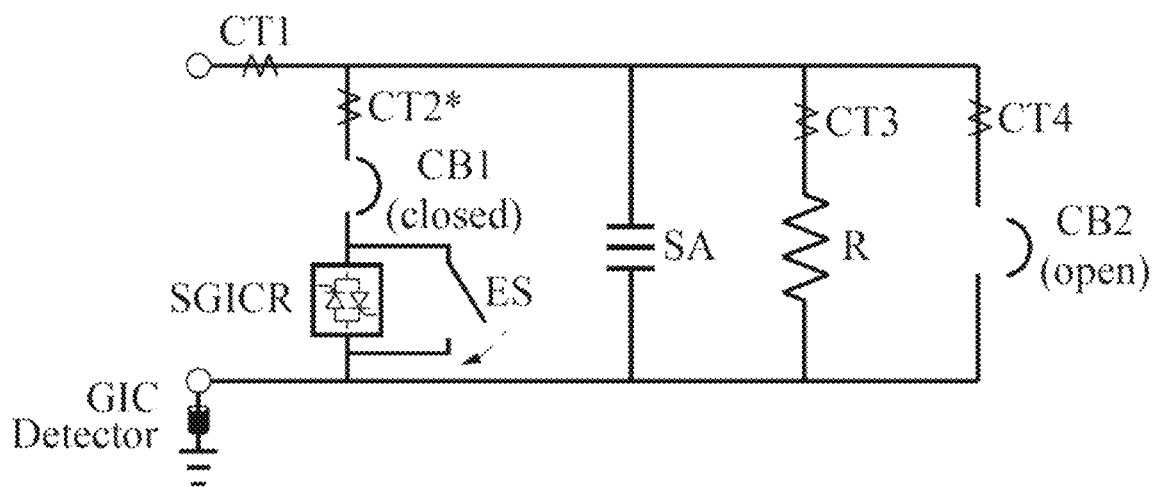 CT1
CT2*
CB1
(closed)
SGICR
ES
SA
CT3
R
CT4
CB2
(open)
GIC
Detector